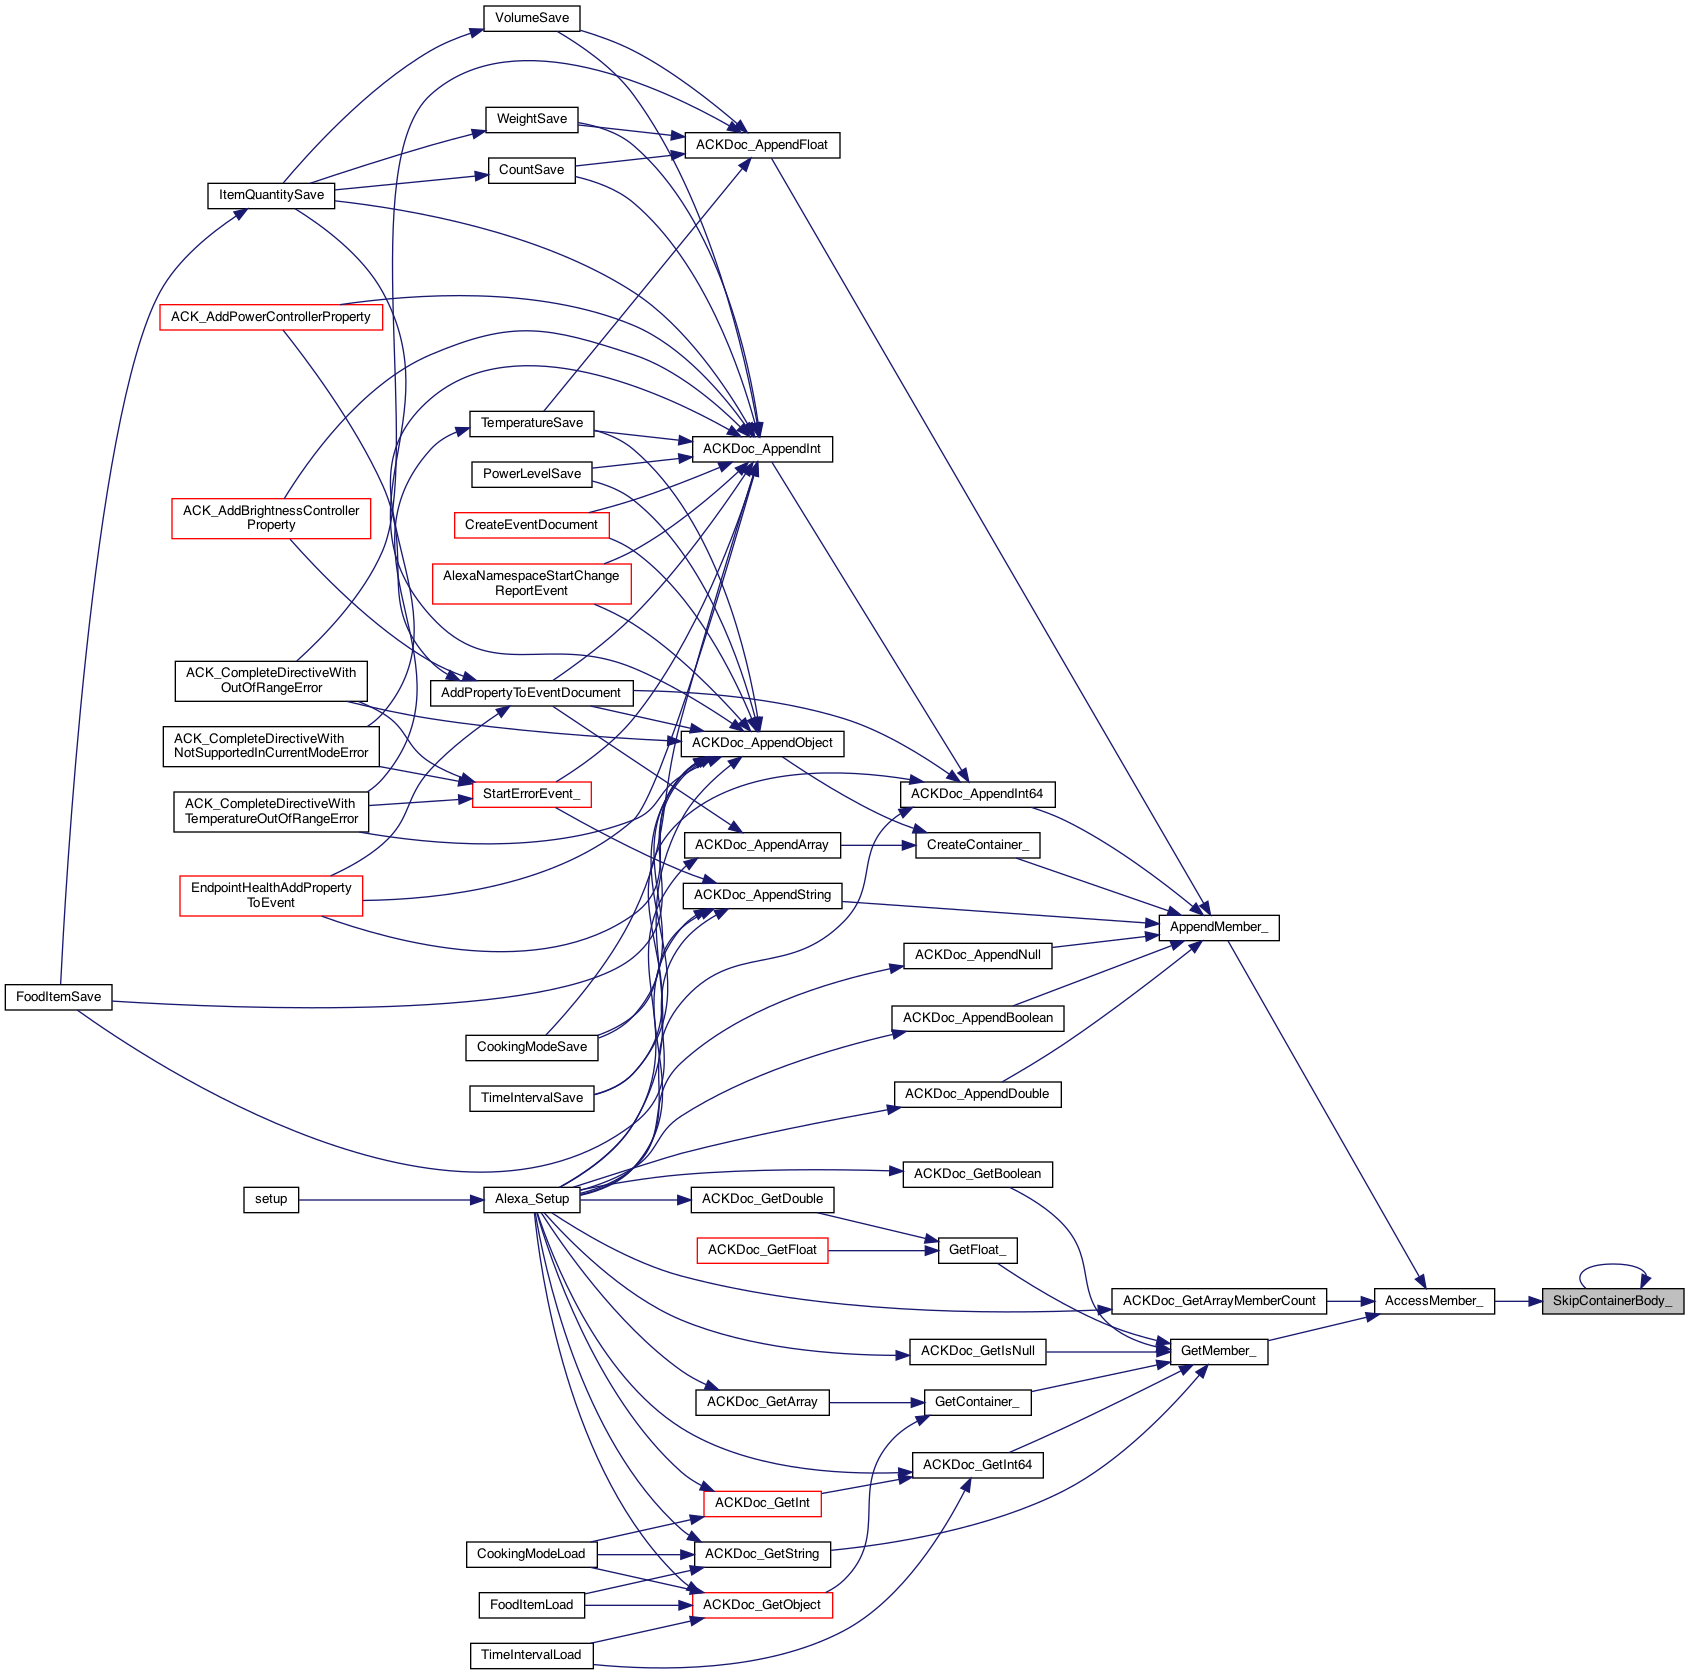 VolumeSave
WeightSave
ACKDoc_AppendFloat
CountSave
ItemQuantitySave
ACK_AddPowerControllerProperty
TemperatureSave
ACKDoc_AppendInt
PowerLevelSave
ACK_AddBrightnessController
Property
CreateEventDocument
AlexaNamespaceStartChange
ReportEvent
ACK_CompleteDirectiveWith
OutOfRangeError
AddPropertyToEventDocument
ACK_CompleteDirectiveWith
NotSupportedInCurrentModeError
ACKDoc_AppendObject
StartErrorEvent_
ACKDoc_AppendInt64
ACK_CompleteDirectiveWith
TemperatureOutOfRangeError
ACKDoc_AppendArray
CreateContainer_
EndpointHealthAddProperty
ToEvent
ACKDoc_AppendString
AppendMember_
ACKDoc_AppendNull
FoodItemSave
ACKDoc_AppendBoolean
CookingModeSave
TimeIntervalSave
ACKDoc_AppendDouble
ACKDoc_GetBoolean
setup
Alexa_Setup
ACKDoc_GetDouble
ACKDoc_GetFloat
GetFloat_
ACKDoc_GetArrayMemberCount
AccessMember_
SkipContainerBody_
ACKDoc_GetIsNull
GetMember_
ACKDoc_GetArray
GetContainer_
ACKDoc_GetInt64
ACKDoc_GetInt
CookingModeLoad
ACKDoc_GetString
FoodItemLoad
ACKDoc_GetObject
TimeIntervalLoad